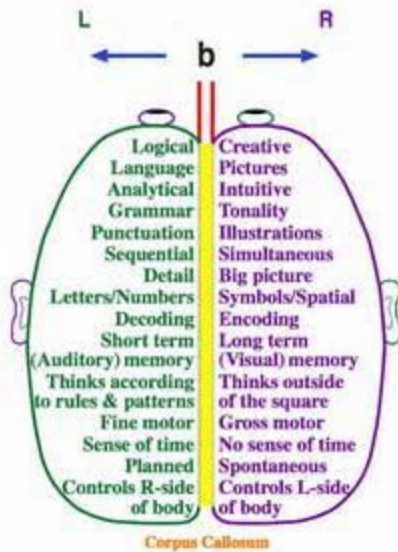 L R
b
Logical Creative
Language Pictures
Analytical Intuitive
Grammar Tonality
Punctuation Illustrations
Sequential Simultaneous
Detail Big picture
Letters/Numbers Symbols/Spatial
Decoding Encoding
Short term Long term
(Auditory) memory (Visual) memory
Thinks according Thinks outside
to rules & patterns of the square
Fine motor Gross motor
Sense of time No sense of time
Planned Spontaneous
Controls R-side Controls L-side
of body of body
Corpus Callosum